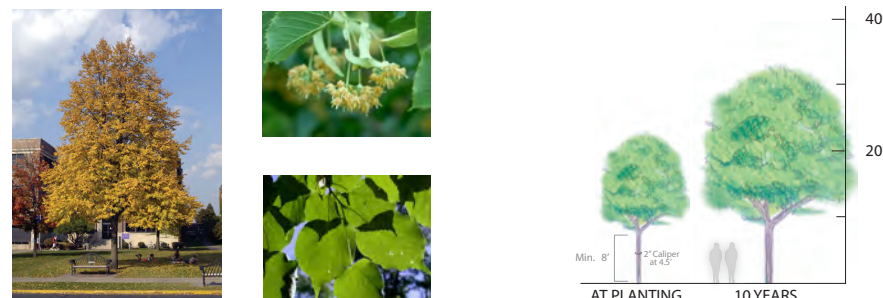 40
20
Min. 8'
2" Caliper
at 4.5'
AT PLANTING
10 YEARS